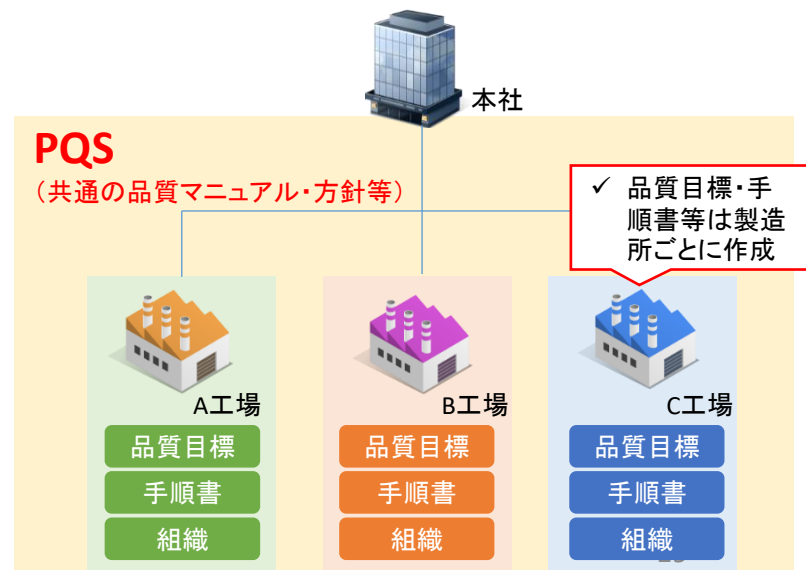 本社
PQS
（共通の品質マニュアル・方針等）
✓ 品質目標・手
順書等は製造
所ごとに作成
A工場
B工場
C工場
品質目標
手順書
組織
品質目標
手順書
組織
品質目標
手順書
組織